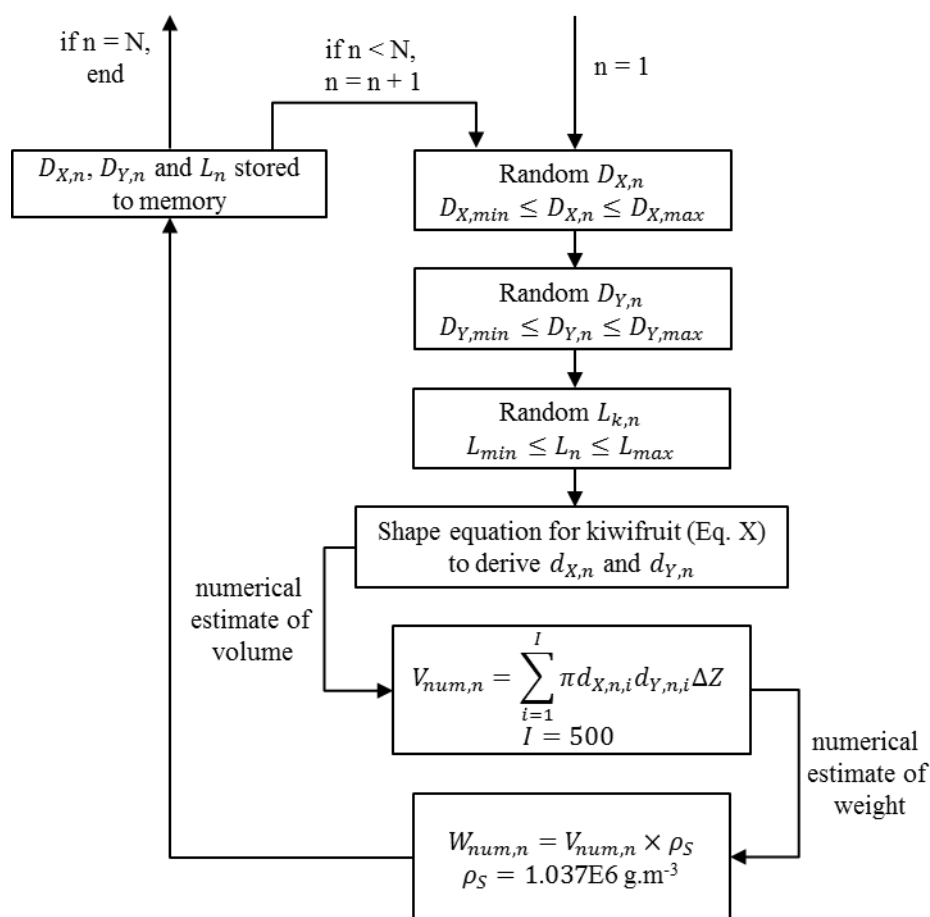 if n = N,
end
if n < N,
n = n + 1
n = 1
D_{X,n}, D_{Y,n} and L_n stored
to memory
Random D_{X,n}
D_{X,min} ≤ D_{X,n} ≤ D_{X,max}
Random D_{Y,n}
D_{Y,min} ≤ D_{Y,n} ≤ D_{Y,max}
Random L_{k,n}
L_{min} ≤ L_n ≤ L_{max}
Shape equation for kiwifruit (Eq. X)
to derive d_{X,n} and d_{Y,n}
numerical
estimate of
volume
V_{num,n} = \sum_{i=1}^{I} πd_{X,n,i}d_{Y,n,i}ΔZ
I = 500
numerical
estimate of
weight
W_{num,n} = V_{num,n} × ρ_S
ρ_S = 1.037E6 g.m^{-3}